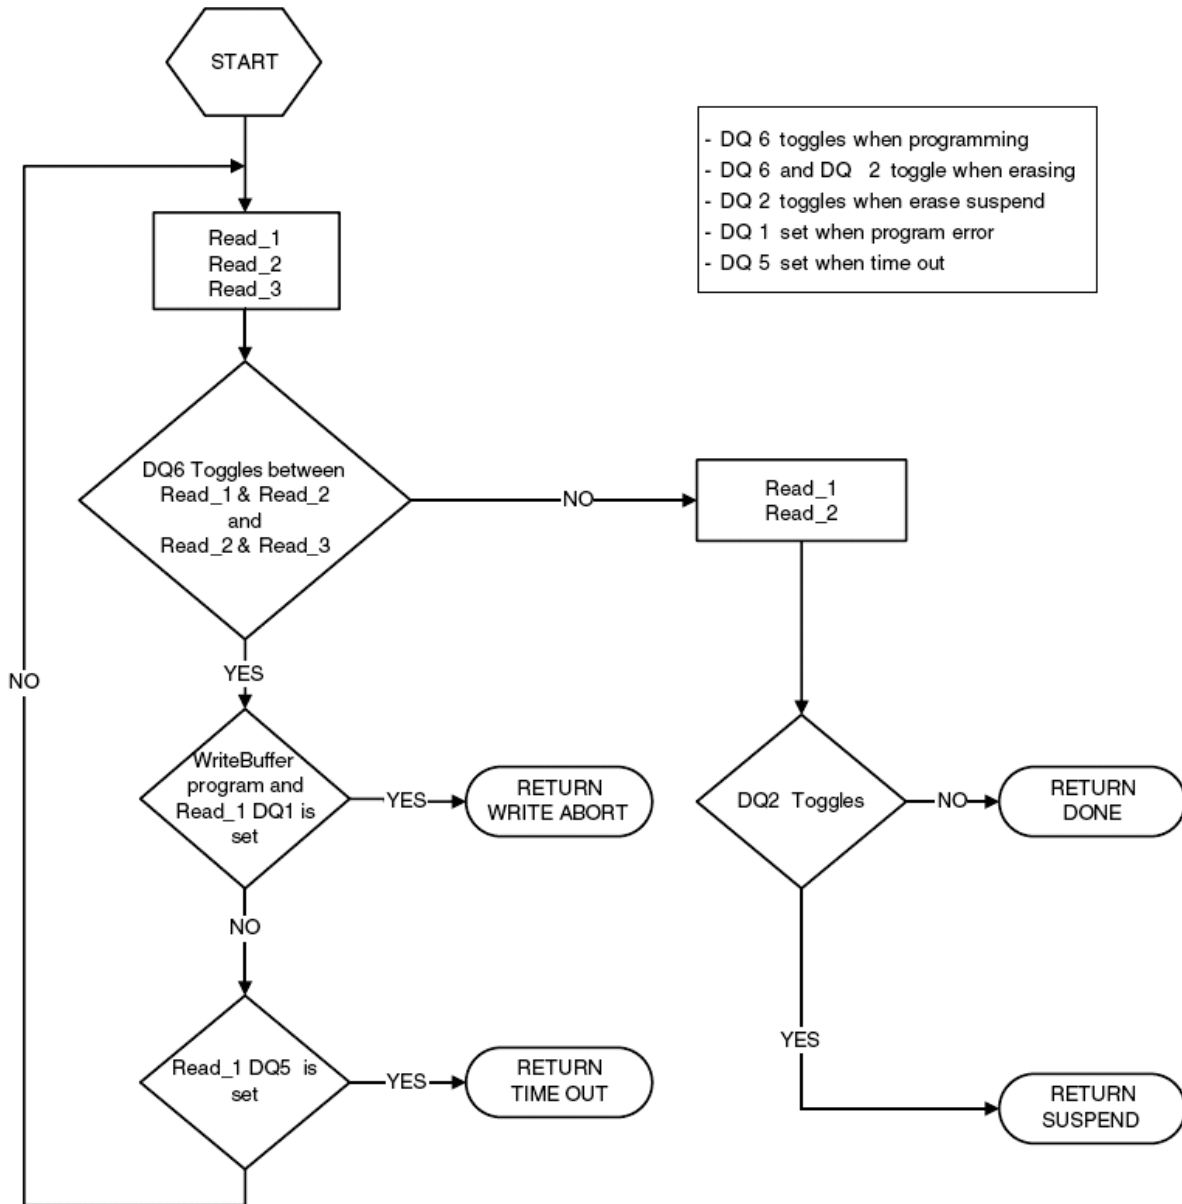 START
- DQ 6 toggles when programming
- DQ 6 and DQ 2 toggle when erasing
- DQ 2 toggles when erase suspend
- DQ 1 set when program error
- DQ 5 set when time out
Read_1
Read_2
Read_3
DQ6 Toggles between
Read_1 & Read_2
and
Read_2 & Read_3
NO
Read_1
Read_2
YES
NO
WriteBuffer
program and
Read_1 DQ1 is
set
YES
RETURN
WRITE ABORT
DQ2 Toggles
NO
RETURN
DONE
NO
YES
Read_1 DQ5 is
set
YES
RETURN
TIME OUT
RETURN
SUSPEND